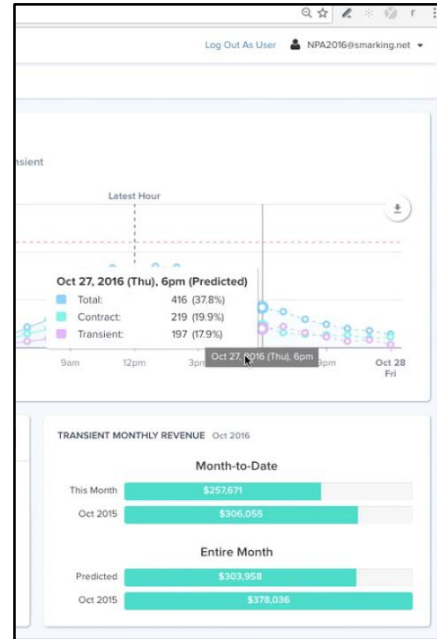 Log Out As User NPA2016@smarking.net
nsient
Latest Hour
Oct 27, 2016 (Thu), 6pm (Predicted)
Total: 416 (37.8%)
Contract: 219 (19.9%)
Transient: 197 (17.9%)
Oct 27, 2016 (Thu), 6pm
9am 12pm 3pm 9pm Oct 28
Fri
TRANSIENT MONTHLY REVENUE Oct 2016
Month-to-Date
This Month $257,671
Oct 2015 $306,055
Entire Month
Predicted $303,958
Oct 2015 $378,036